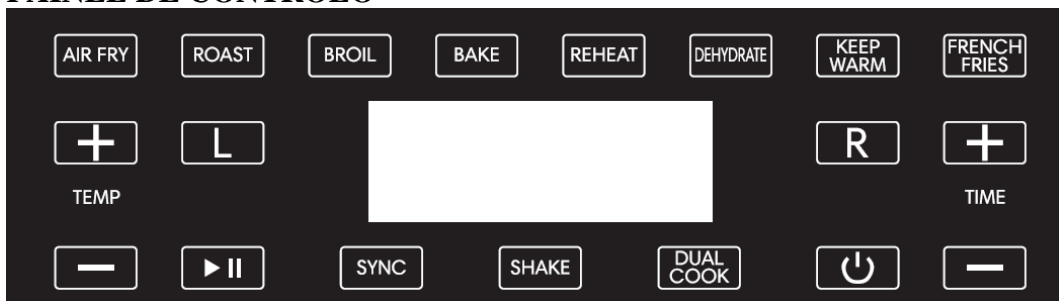 PAINEL DE CONTROLO
AIR FRY
ROAST
BROIL
BAKE
REHEAT
DEHYDRATE
KEEP
WARM
FRENCH
FRIES
+
L
R
+
TEMP
TIME
−
SYNC
SHAKE
DUAL
COOK
−